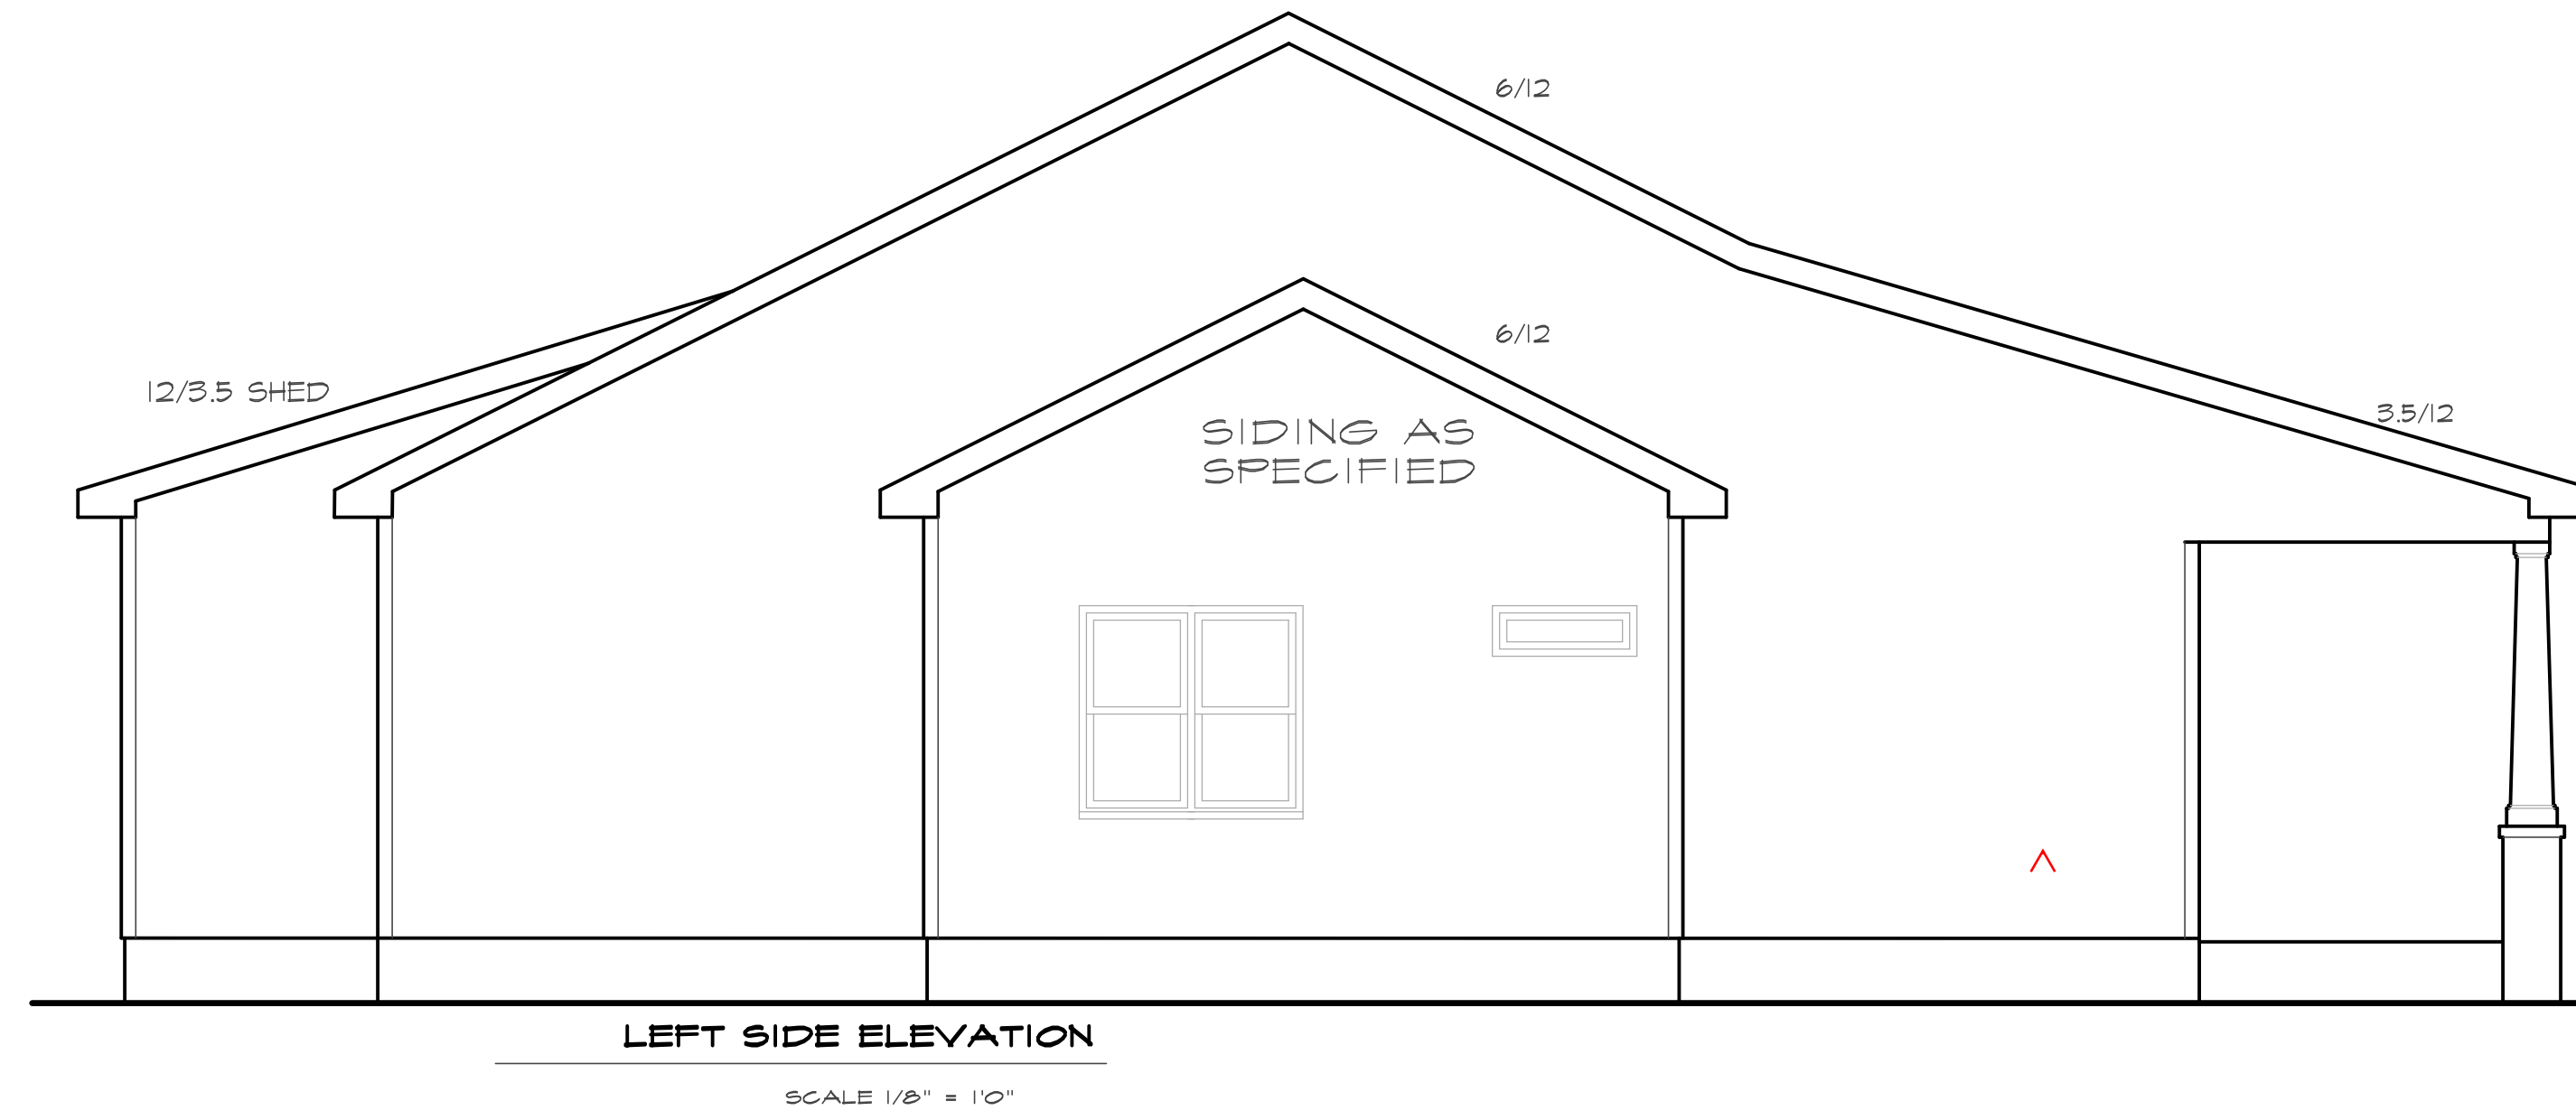 6/12
6/12
12/3.5 SHED
3.5/12
SIDING AS
SPECIFIED
LEFT SIDE ELEVATION
SCALE 1/8" = 1'0"